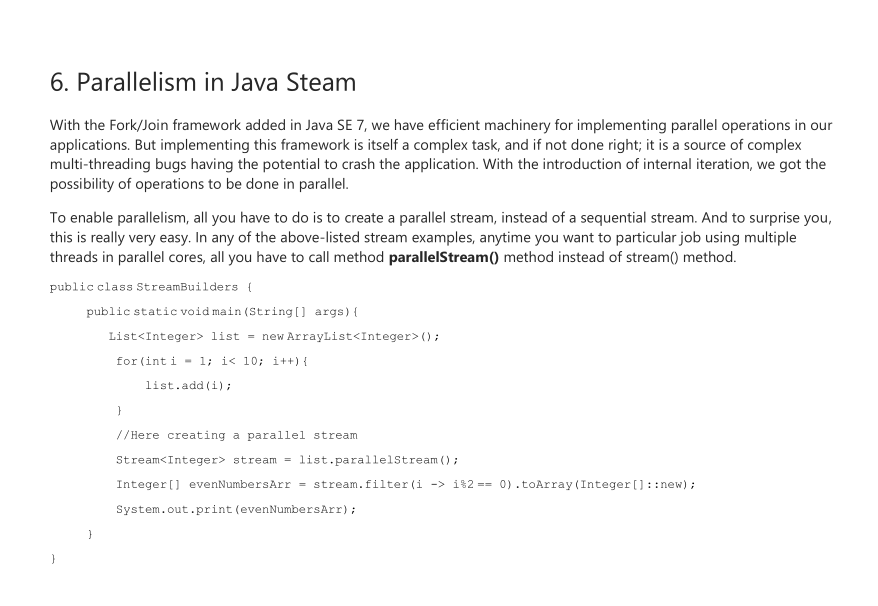 6. Parallelism in Java Steam
With the Fork/Join framework added in Java SE 7, we have efficient machinery for implementing parallel operations in our
applications. But implementing this framework is itself a complex task, and if not done right; it is a source of complex
multi-threading bugs having the potential to crash the application. With the introduction of internal iteration, we got the
possibility of operations to be done in parallel.
To enable parallelism, all you have to do is to create a parallel stream, instead of a sequential stream. And to surprise you,
this is really very easy. In any of the above-listed stream examples, anytime you want to particular job using multiple
threads in parallel cores, all you have to call method parallelStream() method instead of stream() method.
public class StreamBuilders {
public static void main(String[] args){
List<Integer> list = new ArrayList<Integer>();
for(int i = 1; i< 10; i++){
list.add(i);
}
//Here creating a parallel stream
Stream<Integer> stream = list.parallelStream();
Integer[] evenNumbersArr = stream.filter(i -> i%2 == 0).toArray(Integer[]::new);
System.out.print(evenNumbersArr);
}
}